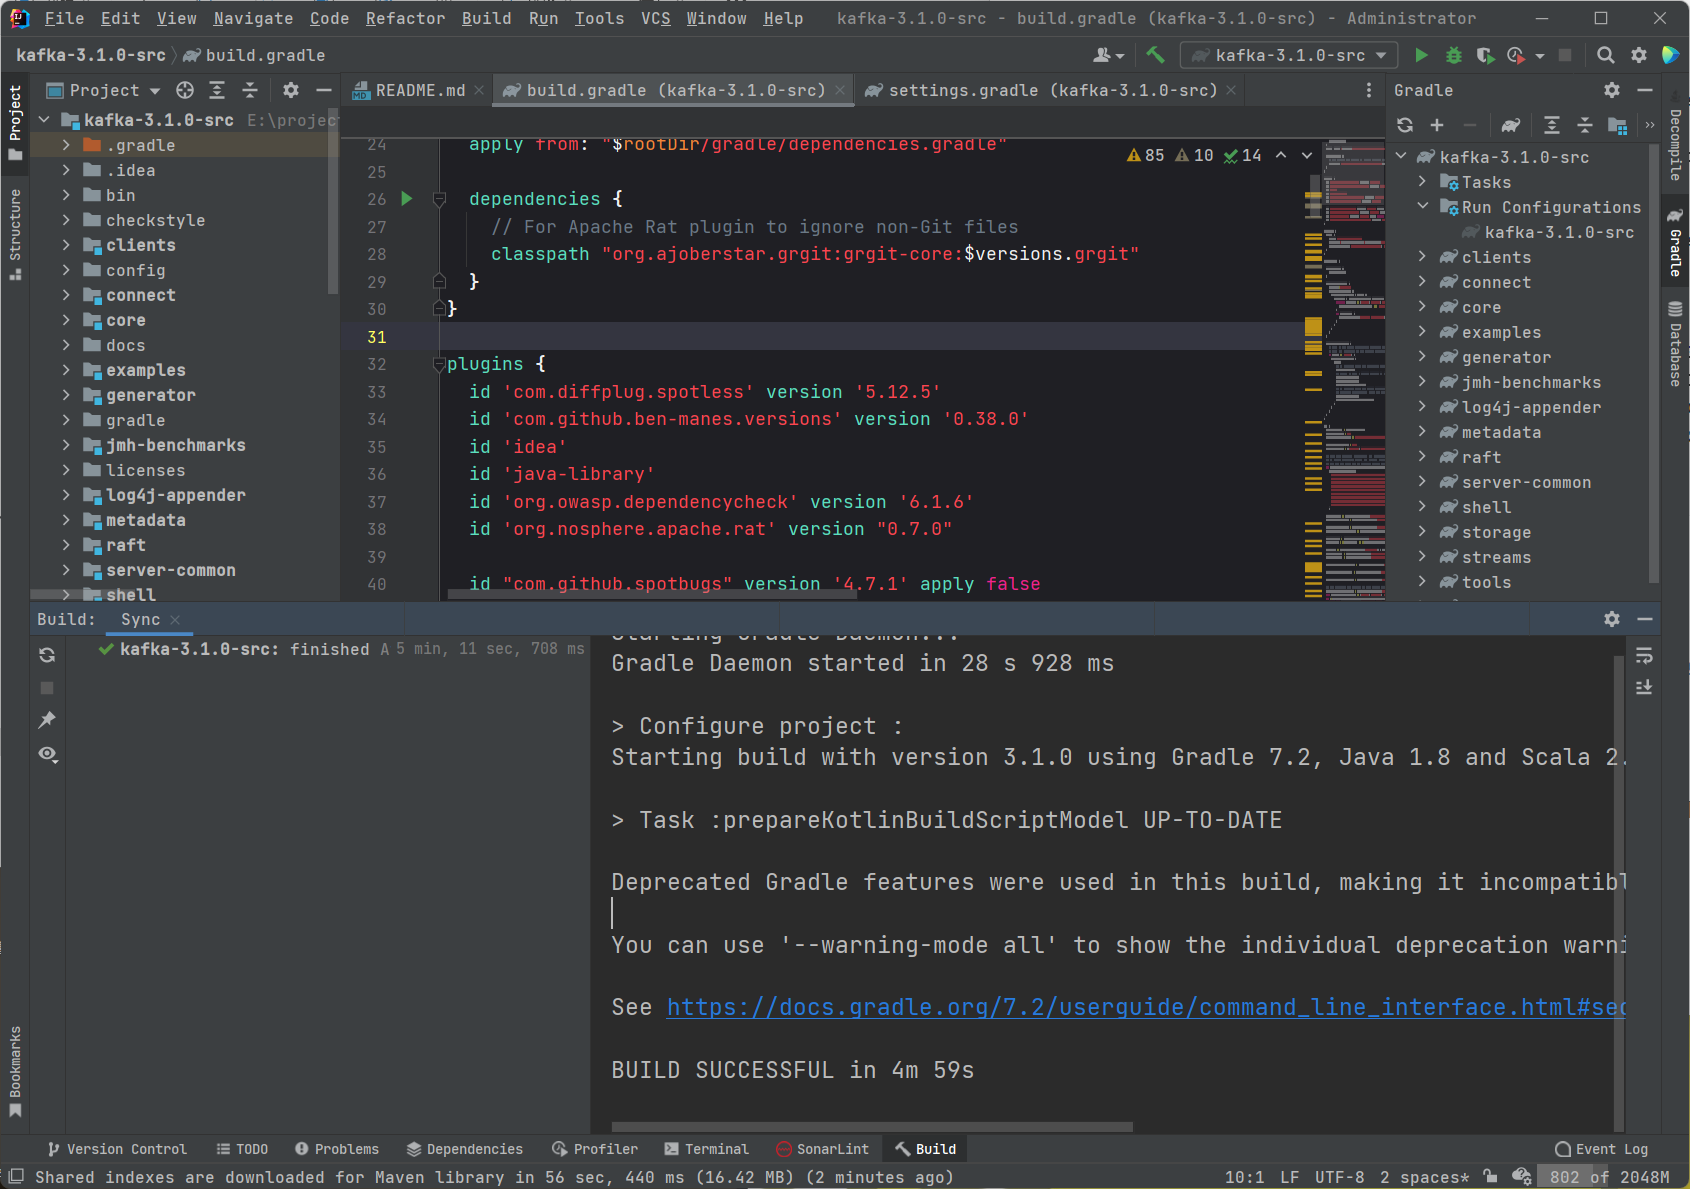 File Edit View Navigate Code Refactor Build Run Tools VCS Window Help kafka-3.1.0-src - build.gradle (kafka-3.1.0-src) - Administrator
kafka-3.1.0-src build.gradle
kafka-3.1.0-src
Project
README.md
build.gradle (kafka-3.1.0-src)
settings.gradle (kafka-3.1.0-src)
Gradle
Project
Structure
Bookmarks
kafka-3.1.0-src E:\projec
.gradle
.idea
bin
checkstyle
clients
config
connect
core
docs
examples
generator
gradle
jmh-benchmarks
licenses
log4j-appender
metadata
raft
server-common
shell
85 10 14
24 apply from: "$rootDir/gradle/dependencies.gradle"
25
26 dependencies {
27 // For Apache Rat plugin to ignore non-Git files
28 classpath "org.ajoberstar.grgit:grgit-core:$versions.grgit"
29 }
30 }
31
32 plugins {
33 id 'com.diffplug.spotless' version '5.12.5'
34 id 'com.github.ben-manes.versions' version '0.38.0'
35 id 'idea'
36 id 'java-library'
37 id 'org.owasp.dependencycheck' version '6.1.6'
38 id 'org.nosphere.apache.rat' version "0.7.0"
39
40 id "com.github.spotbugs" version '4.7.1' apply false
kafka-3.1.0-src
Tasks
Run Configurations
kafka-3.1.0-src
clients
connect
core
examples
generator
jmh-benchmarks
log4j-appender
metadata
raft
server-common
shell
storage
streams
tools
Decompile
Gradle
Database
Build: Sync
kafka-3.1.0-src: finished A 5 min, 11 sec, 708 ms
Starting Gradle Daemon...
Gradle Daemon started in 28 s 928 ms
> Configure project :
Starting build with version 3.1.0 using Gradle 7.2, Java 1.8 and Scala 2.
> Task :prepareKotlinBuildScriptModel UP-TO-DATE
Deprecated Gradle features were used in this build, making it incompatibl
You can use '--warning-mode all' to show the individual deprecation warni
See https://docs.gradle.org/7.2/userguide/command_line_interface.html#sec
BUILD SUCCESSFUL in 4m 59s
Version Control TODO Problems Dependencies Profiler Terminal SonarLint Build Event Log
Shared indexes are downloaded for Maven library in 56 sec, 440 ms (16.42 MB) (2 minutes ago) 10:1 LF UTF-8 2 spaces* 802 of 2048M